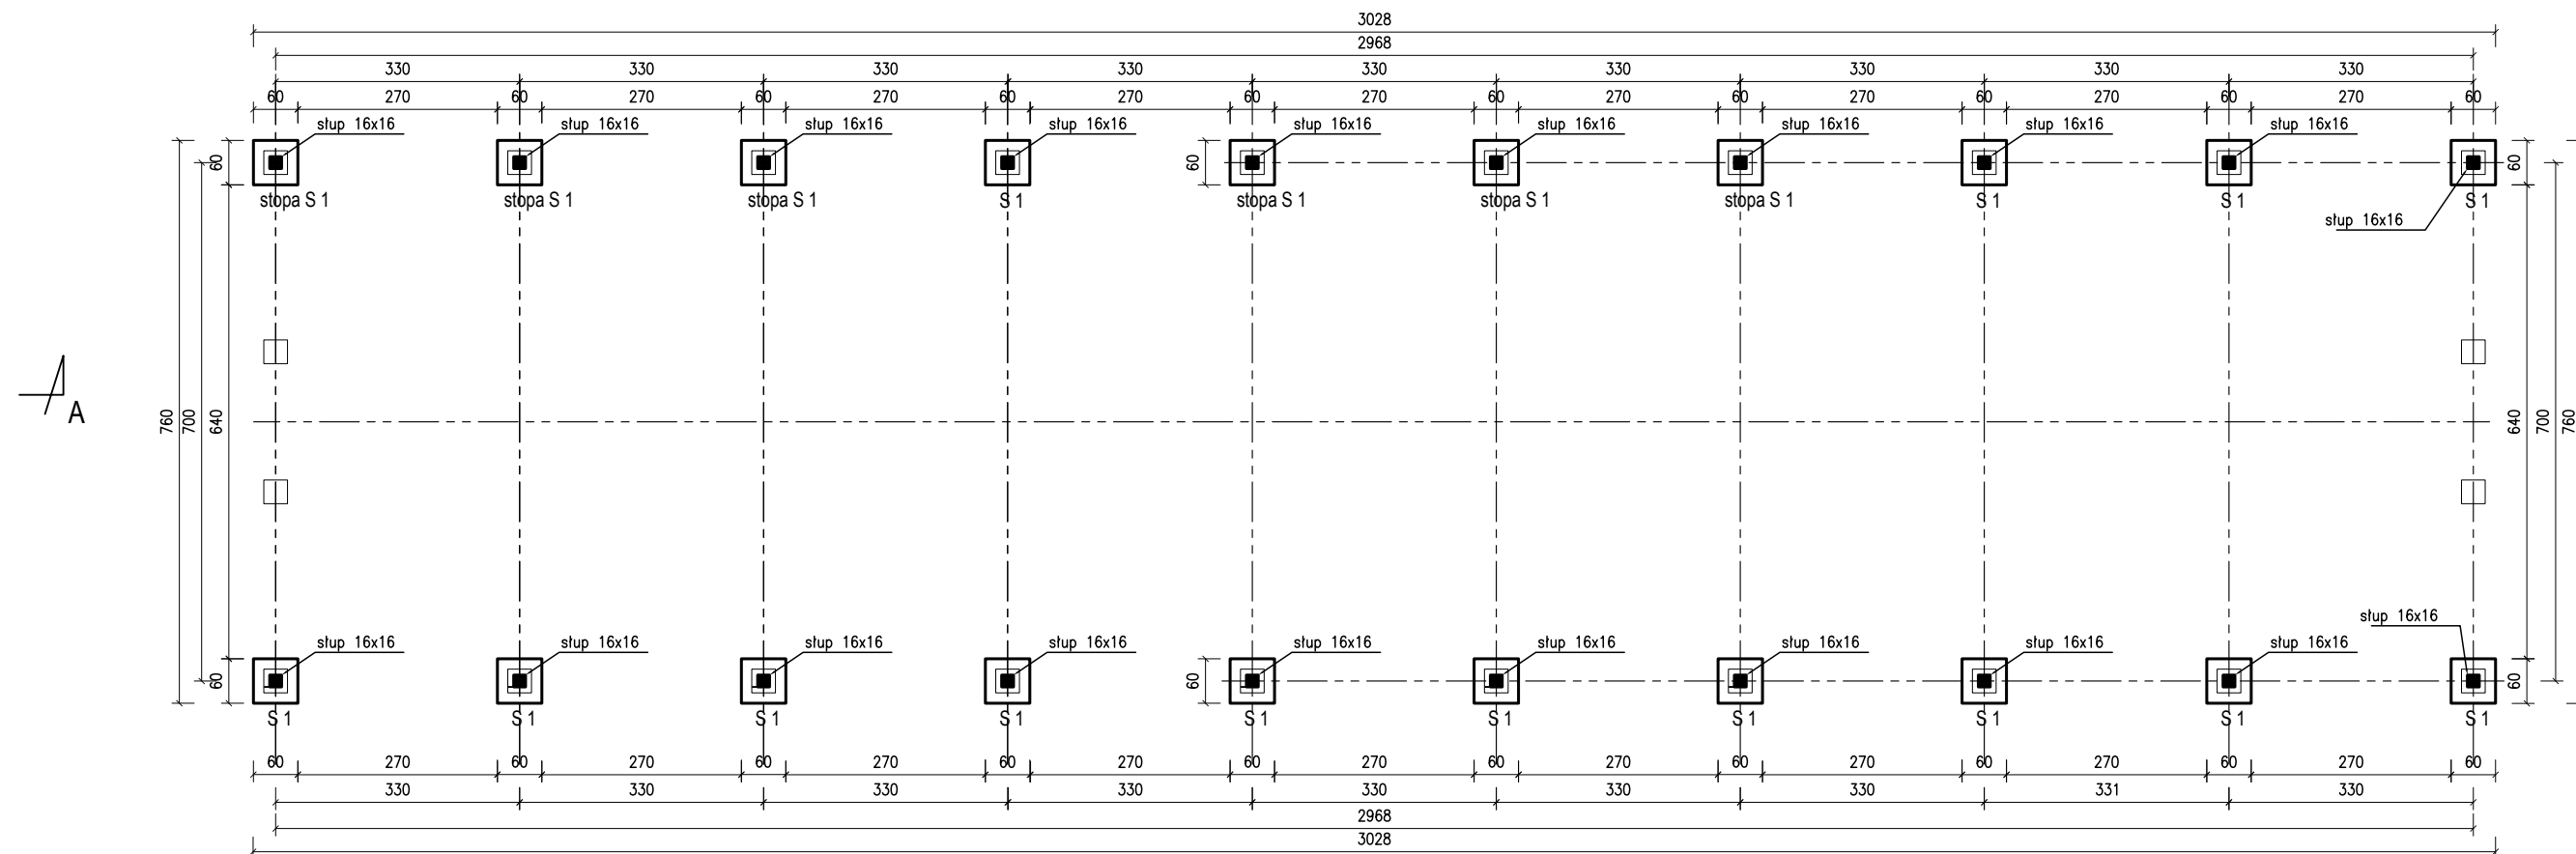 3028
2968
330 330 330 330 330 330 330 330 330
60 270 60 270 60 270 60 270 60 270 60 270 60 270 60 270 60 270 60
słup 16x16 słup 16x16 słup 16x16 słup 16x16 słup 16x16 słup 16x16 słup 16x16 słup 16x16 słup 16x16
60 60 60
stopa S 1 stopa S 1 stopa S 1 S 1 stopa S 1 stopa S 1 stopa S 1 S 1 S 1 S 1
słup 16x16
A
760 700 640 640 700 760
słup 16x16
słup 16x16 słup 16x16 słup 16x16 słup 16x16 słup 16x16 słup 16x16 słup 16x16 słup 16x16 słup 16x16
60 60 60
S 1 S 1 S 1 S 1 S 1 S 1 S 1 S 1 S 1 S 1
60 270 60 270 60 270 60 270 60 270 60 270 60 270 60 270 60 270 60
330 330 330 330 330 330 330 331 330
2968
3028